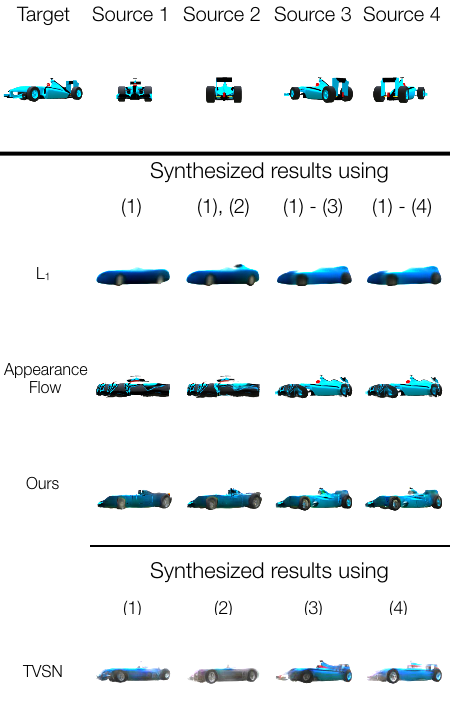 Target Source 1 Source 2 Source 3 Source 4
Synthesized results using
(1) (1), (2) (1) - (3) (1) - (4)
L₁
Appearance
Flow
Ours
Synthesized results using
(1) (2) (3) (4)
TVSN